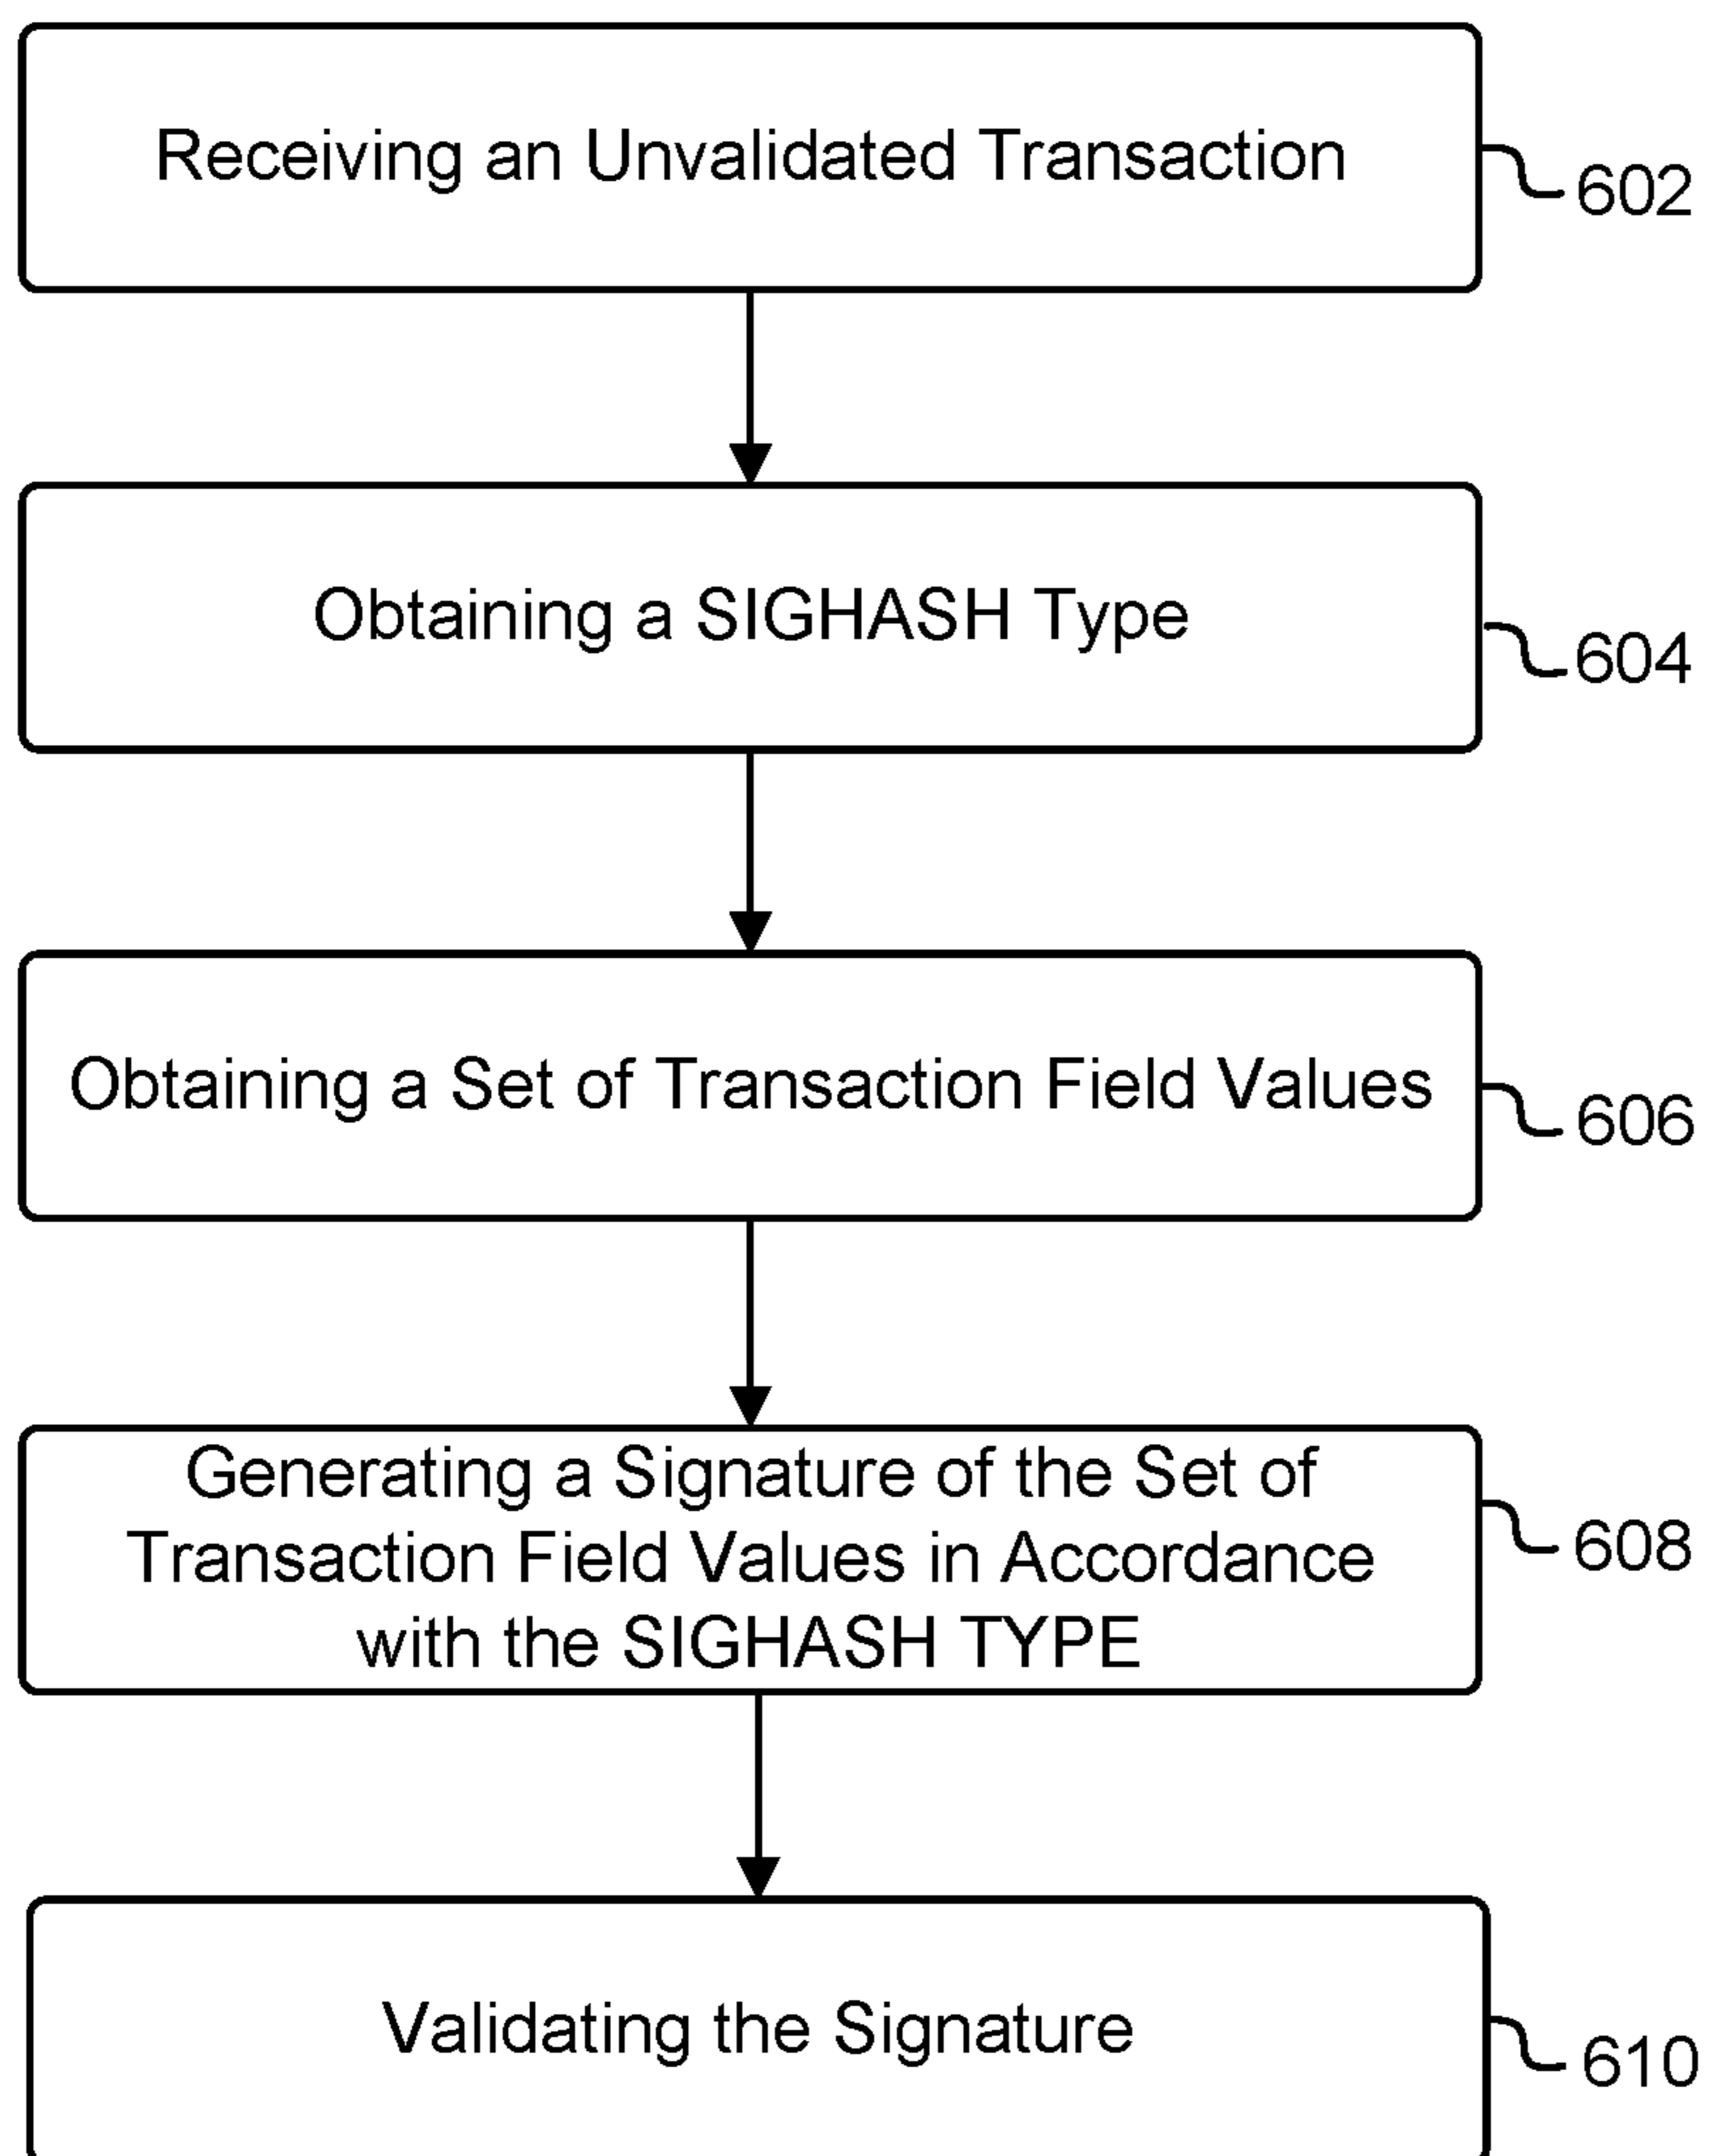 Receiving an Unvalidated Transaction
602
Obtaining a SIGHASH Type
604
Obtaining a Set of Transaction Field Values
606
Generating a Signature of the Set of
Transaction Field Values in Accordance
with the SIGHASH TYPE
608
Validating the Signature
610